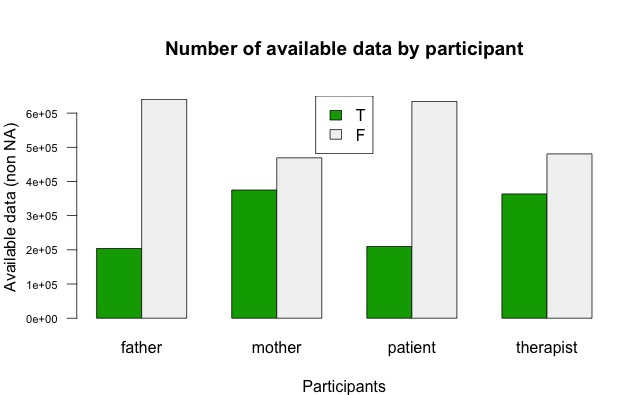 Number of available data by participant
T
F
Available data (non NA)
6e+05
5e+05
4e+05
3e+05
2e+05
1e+05
0e+00
father mother patient therapist
Participants